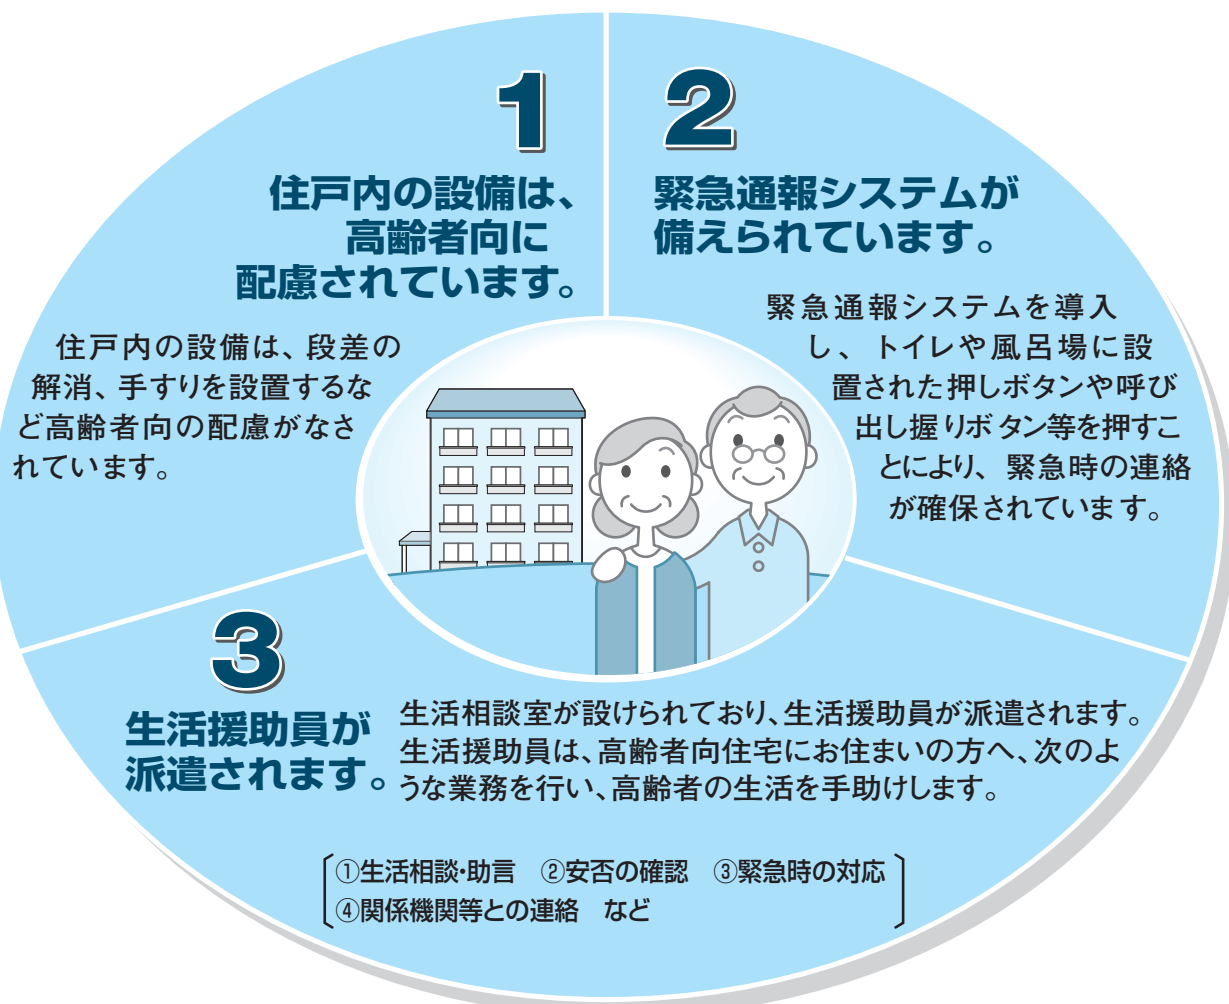 1
住戸内の設備は、
高齢者向に
配慮されています。
住戸内の設備は、段差の
解消、手すりを設置するな
ど高齢者向の配慮がなさ
れています。
2
緊急通報システムが
備えられています。
緊急通報システムを導入
し、トイレや風呂場に設
置された押しボタンや呼び
出し握りボタン等を押すこ
とにより、緊急時の連絡
が確保されています。
3
生活援助員が
派遣されます。
生活相談室が設けられており、生活援助員が派遣されます。
生活援助員は、高齢者向住宅にお住まいの方へ、次のよ
うな業務を行い、高齢者の生活を手助けします。
①生活相談・助言　②安否の確認　③緊急時の対応
④関係機関等との連絡　など